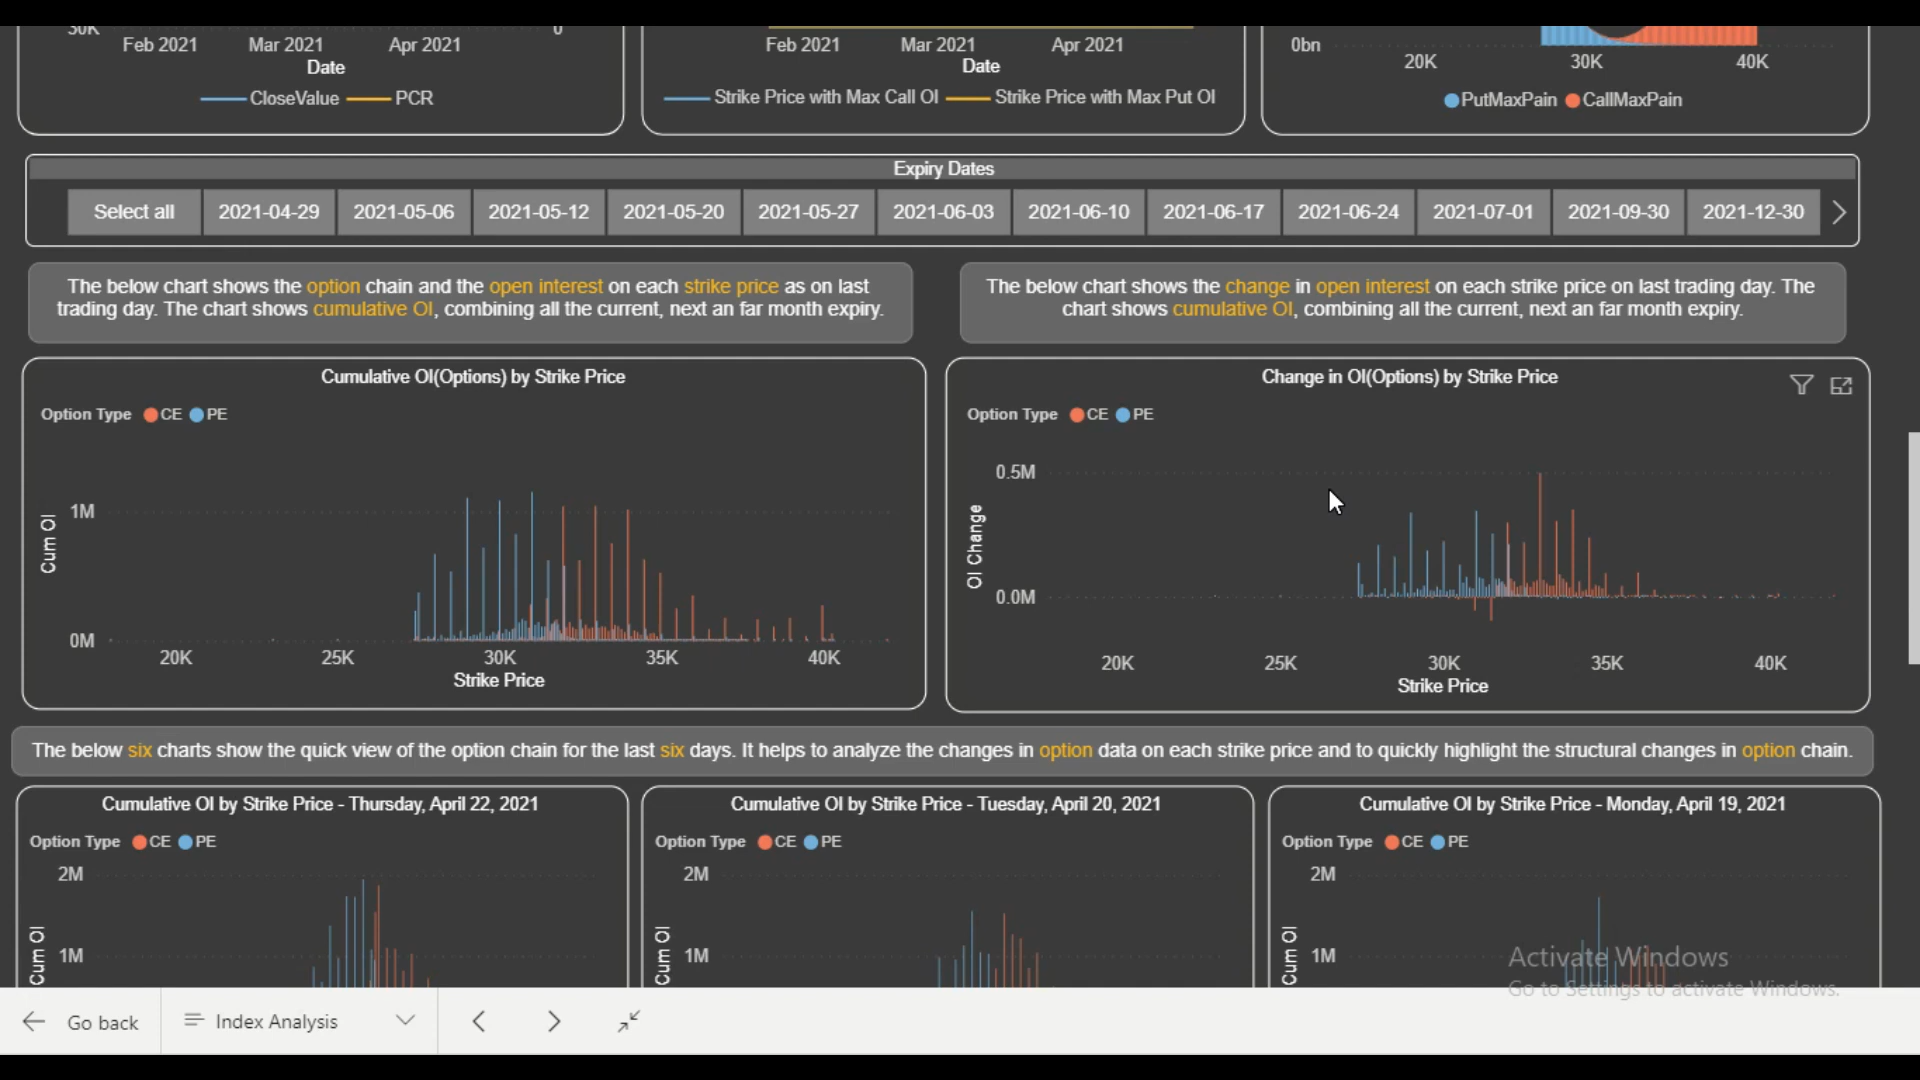 30K
0
Feb 2021 Mar 2021 Apr 2021
Date
CloseValue PCR
Feb 2021 Mar 2021 Apr 2021
Date
Strike Price with Max Call OI Strike Price with Max Put OI
0bn
20K 30K 40K
PutMaxPain CallMaxPain
Expiry Dates
Select all 2021-04-29 2021-05-06 2021-05-12 2021-05-20 2021-05-27 2021-06-03 2021-06-10 2021-06-17 2021-06-24 2021-07-01 2021-09-30 2021-12-30
The below chart shows the option chain and the open interest on each strike price as on last
trading day. The chart shows cumulative OI, combining all the current, next an far month expiry.
The below chart shows the change in open interest on each strike price on last trading day. The
chart shows cumulative OI, combining all the current, next an far month expiry.
Cumulative OI(Options) by Strike Price
Option Type CE PE
Cum OI
1M
0M
20K 25K 30K 35K 40K
Strike Price
Change in OI(Options) by Strike Price
Option Type CE PE
OI Change
0.5M
0.0M
20K 25K 30K 35K 40K
Strike Price
The below six charts show the quick view of the option chain for the last six days. It helps to analyze the changes in option data on each strike price and to quickly highlight the structural changes in option chain.
Cumulative OI by Strike Price - Thursday, April 22, 2021
Option Type CE PE
2M
Cum OI
1M
Cumulative OI by Strike Price - Tuesday, April 20, 2021
Option Type CE PE
2M
Cum OI
1M
Cumulative OI by Strike Price - Monday, April 19, 2021
Option Type CE PE
2M
Cum OI
1M
Activate Windows
Go to Settings to activate Windows.
Go back
Index Analysis